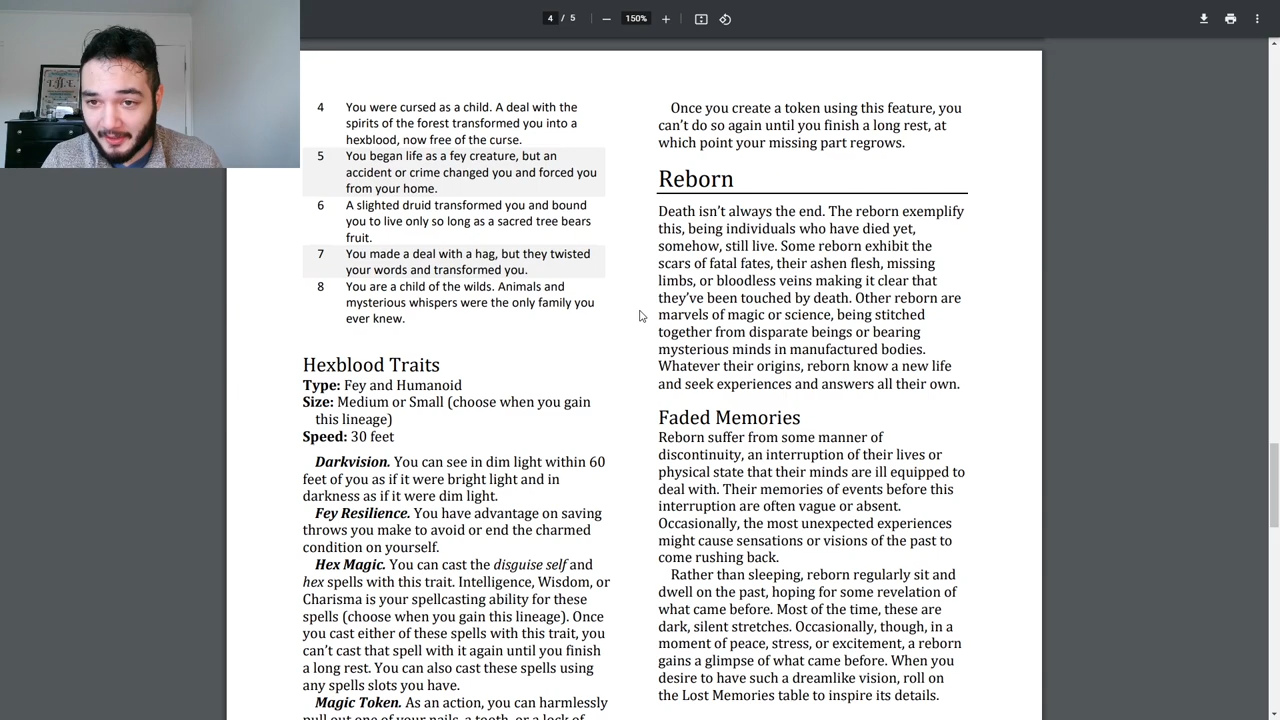 4 / 5
150%
4 You were cursed as a child. A deal with the
spirits of the forest transformed you into a
hexblood, now free of the curse.
5 You began life as a fey creature, but an
accident or crime changed you and forced you
from your home.
6 A slighted druid transformed you and bound
you to live only so long as a sacred tree bears
fruit.
7 You made a deal with a hag, but they twisted
your words and transformed you.
8 You are a child of the wilds. Animals and
mysterious whispers were the only family you
ever knew.
Hexblood Traits
Type: Fey and Humanoid
Size: Medium or Small (choose when you gain
this lineage)
Speed: 30 feet
Darkvision. You can see in dim light within 60
feet of you as if it were bright light and in
darkness as if it were dim light.
Fey Resilience. You have advantage on saving
throws you make to avoid or end the charmed
condition on yourself.
Hex Magic. You can cast the disguise self and
hex spells with this trait. Intelligence, Wisdom, or
Charisma is your spellcasting ability for these
spells (choose when you gain this lineage). Once
you cast either of these spells with this trait, you
can’t cast that spell with it again until you finish
a long rest. You can also cast these spells using
any spells slots you have.
Magic Token. As an action, you can harmlessly
pull out one of your nails, a tooth, or a lock of
Once you create a token using this feature, you
can’t do so again until you finish a long rest, at
which point your missing part regrows.
Reborn
Death isn’t always the end. The reborn exemplify
this, being individuals who have died yet,
somehow, still live. Some reborn exhibit the
scars of fatal fates, their ashen flesh, missing
limbs, or bloodless veins making it clear that
they’ve been touched by death. Other reborn are
marvels of magic or science, being stitched
together from disparate beings or bearing
mysterious minds in manufactured bodies.
Whatever their origins, reborn know a new life
and seek experiences and answers all their own.
Faded Memories
Reborn suffer from some manner of
discontinuity, an interruption of their lives or
physical state that their minds are ill equipped to
deal with. Their memories of events before this
interruption are often vague or absent.
Occasionally, the most unexpected experiences
might cause sensations or visions of the past to
come rushing back.
Rather than sleeping, reborn regularly sit and
dwell on the past, hoping for some revelation of
what came before. Most of the time, these are
dark, silent stretches. Occasionally, though, in a
moment of peace, stress, or excitement, a reborn
gains a glimpse of what came before. When you
desire to have such a dreamlike vision, roll on
the Lost Memories table to inspire its details.